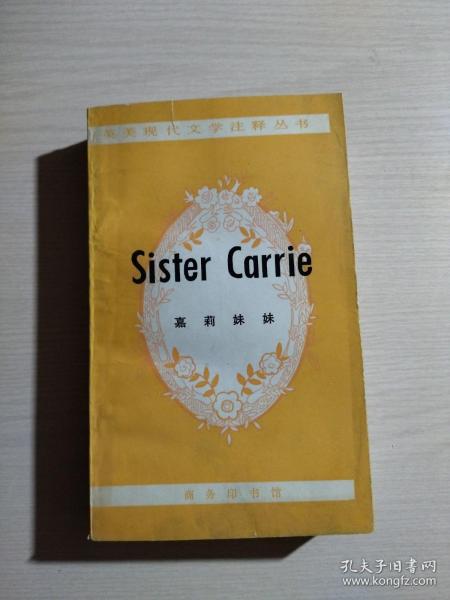 英美现代文学注释丛书
Sister Carrie
嘉莉妹妹
商务印书馆
孔夫子旧书网
www.kongfz.com